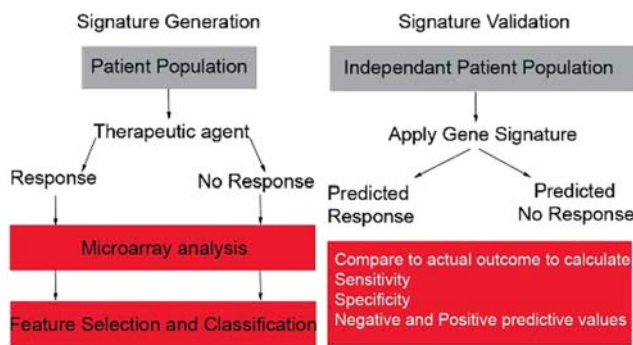 Signature Generation
Patient Population
Therapeutic agent
Response
No Response
Microarray analysis
Feature Selection and Classification
Signature Validation
Independant Patient Population
Apply Gene Signature
Predicted
Response
Predicted
No Response
Compare to actual outcome to calculate
Sensitivity
Specificity
Negative and Positive predictive values